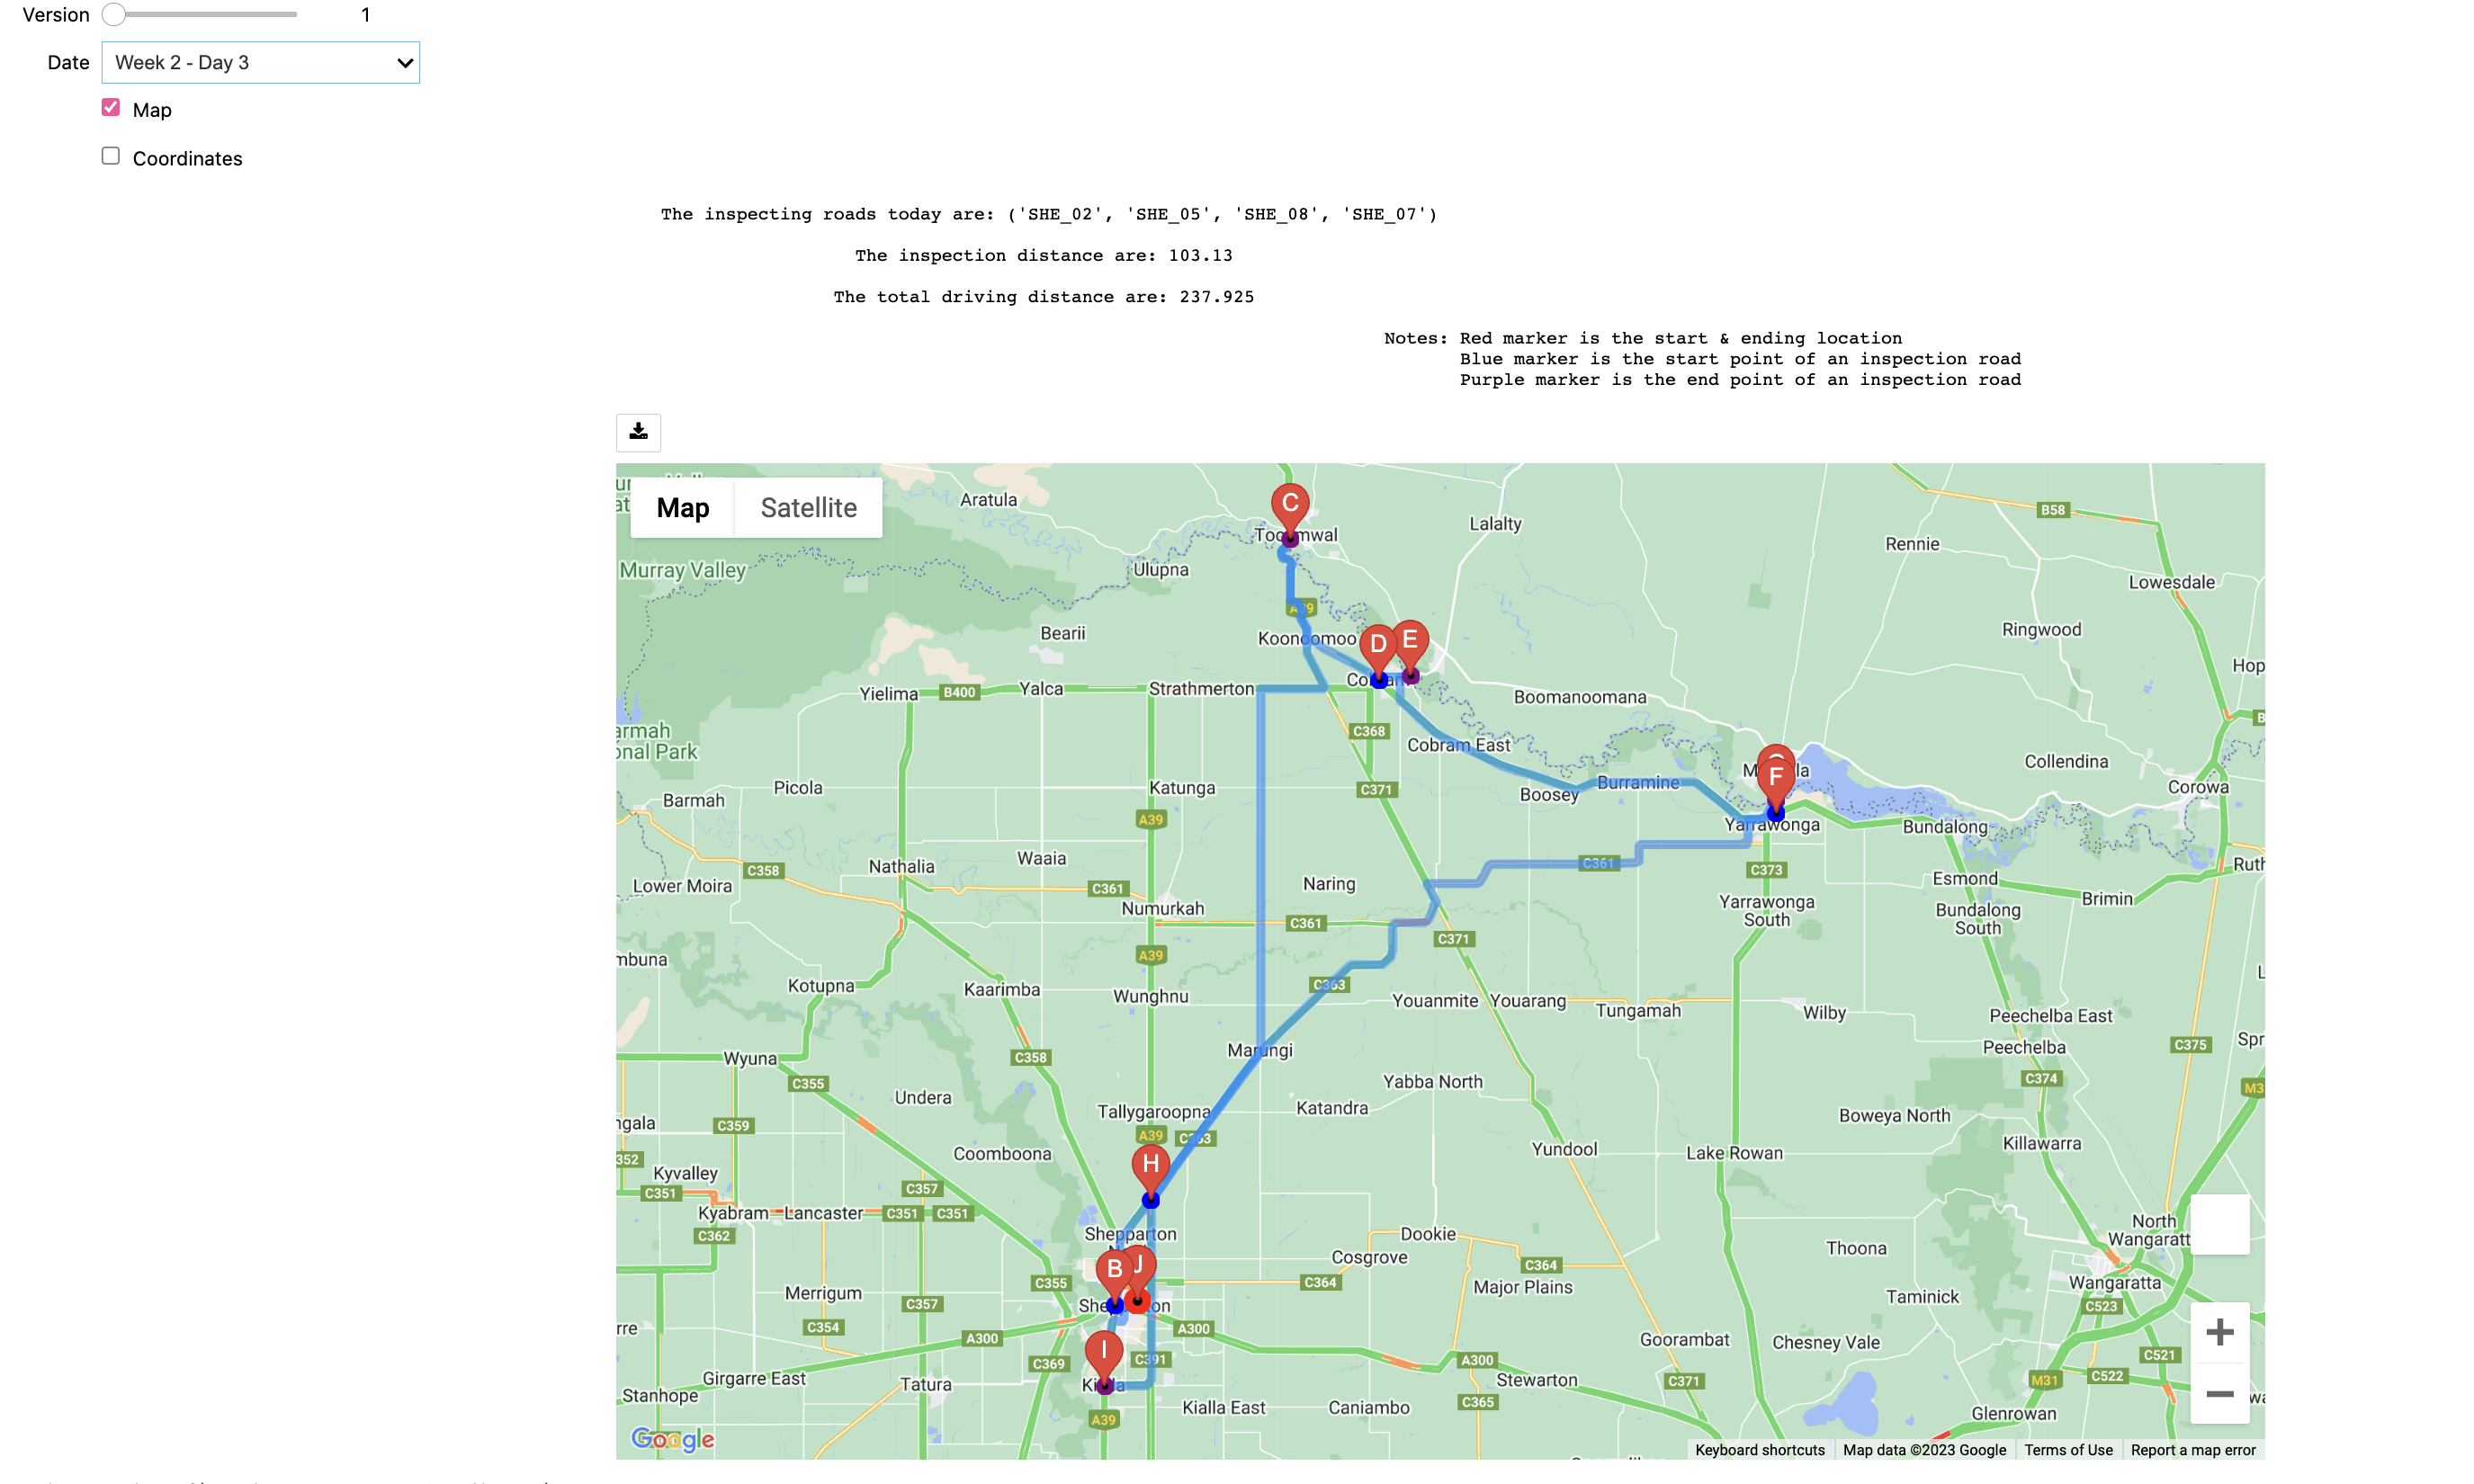 Version 1
Date Week 2 - Day 3
Map
Coordinates
The inspecting roads today are: ('SHE_02', 'SHE_05', 'SHE_08', 'SHE_07')
The inspection distance are: 103.13
The total driving distance are: 237.925
Notes: Red marker is the start & ending location
Blue marker is the start point of an inspection road
Purple marker is the end point of an inspection road
Map Satellite
Aratula
C
B58
Lalalty
Rennie
Murray Valley
Ulupna
Lowesdale
A39
Bearii
Koonoomoo
D E
Ringwood
Yielima B400 Yalca Strathmerton
Boomanoomana
C368
Cobram East
Collendina
F
Picola
Katunga
C371
Boosey
Burramine
Corowa
Barmah
A39
Yarrawonga
Bundalong
Nathalia
Waaia
C358
C361
C361
C373
Esmond
Lower Moira
Naring
Numurkah
Brimin
Yarrawonga
South
Bundalong
South
C361
C371
A39
Kotupna
Kaarimba
Wunghnu
C363
Youanmite Youarang
Tungamah
Wilby
Peechelba East
Wyuna
C358
Marungi
Peechelba
C375
C355
Undera
Yabba North
C374
Tallygaroopna
Katandra
Boweya North
C359
A39
C363
Coomboona
H
Yundool
Lake Rowan
Killawarra
Kyvalley
C351
C357
Kyabram Lancaster C351 C351
C362
Shepparton
Dookie
North
Wangaratta
Cosgrove
Thoona
B J
C364
C355
C364
Major Plains
Wangaratta
Merrigum
C357
Taminick
C523
C354
A300
A300
Goorambat
Chesney Vale
I
C369
C391
A300
C521
Girgarre East
Tatura
Stewarton
C371
M31
C522
Stanhope
Kialla
A39
Kialla East
Caniambo
C365
Glenrowan
Google
Keyboard shortcuts Map data ©2023 Google Terms of Use Report a map error